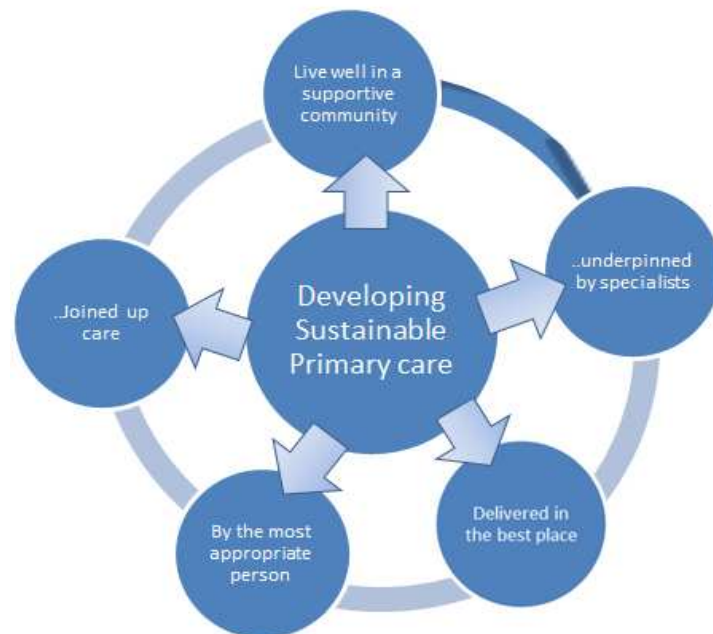 Live well in a
supportive
community
..underpinned
by specialists
Delivered in
the best place
By the most
appropriate
person
..Joined up
care
Developing
Sustainable
Primary care